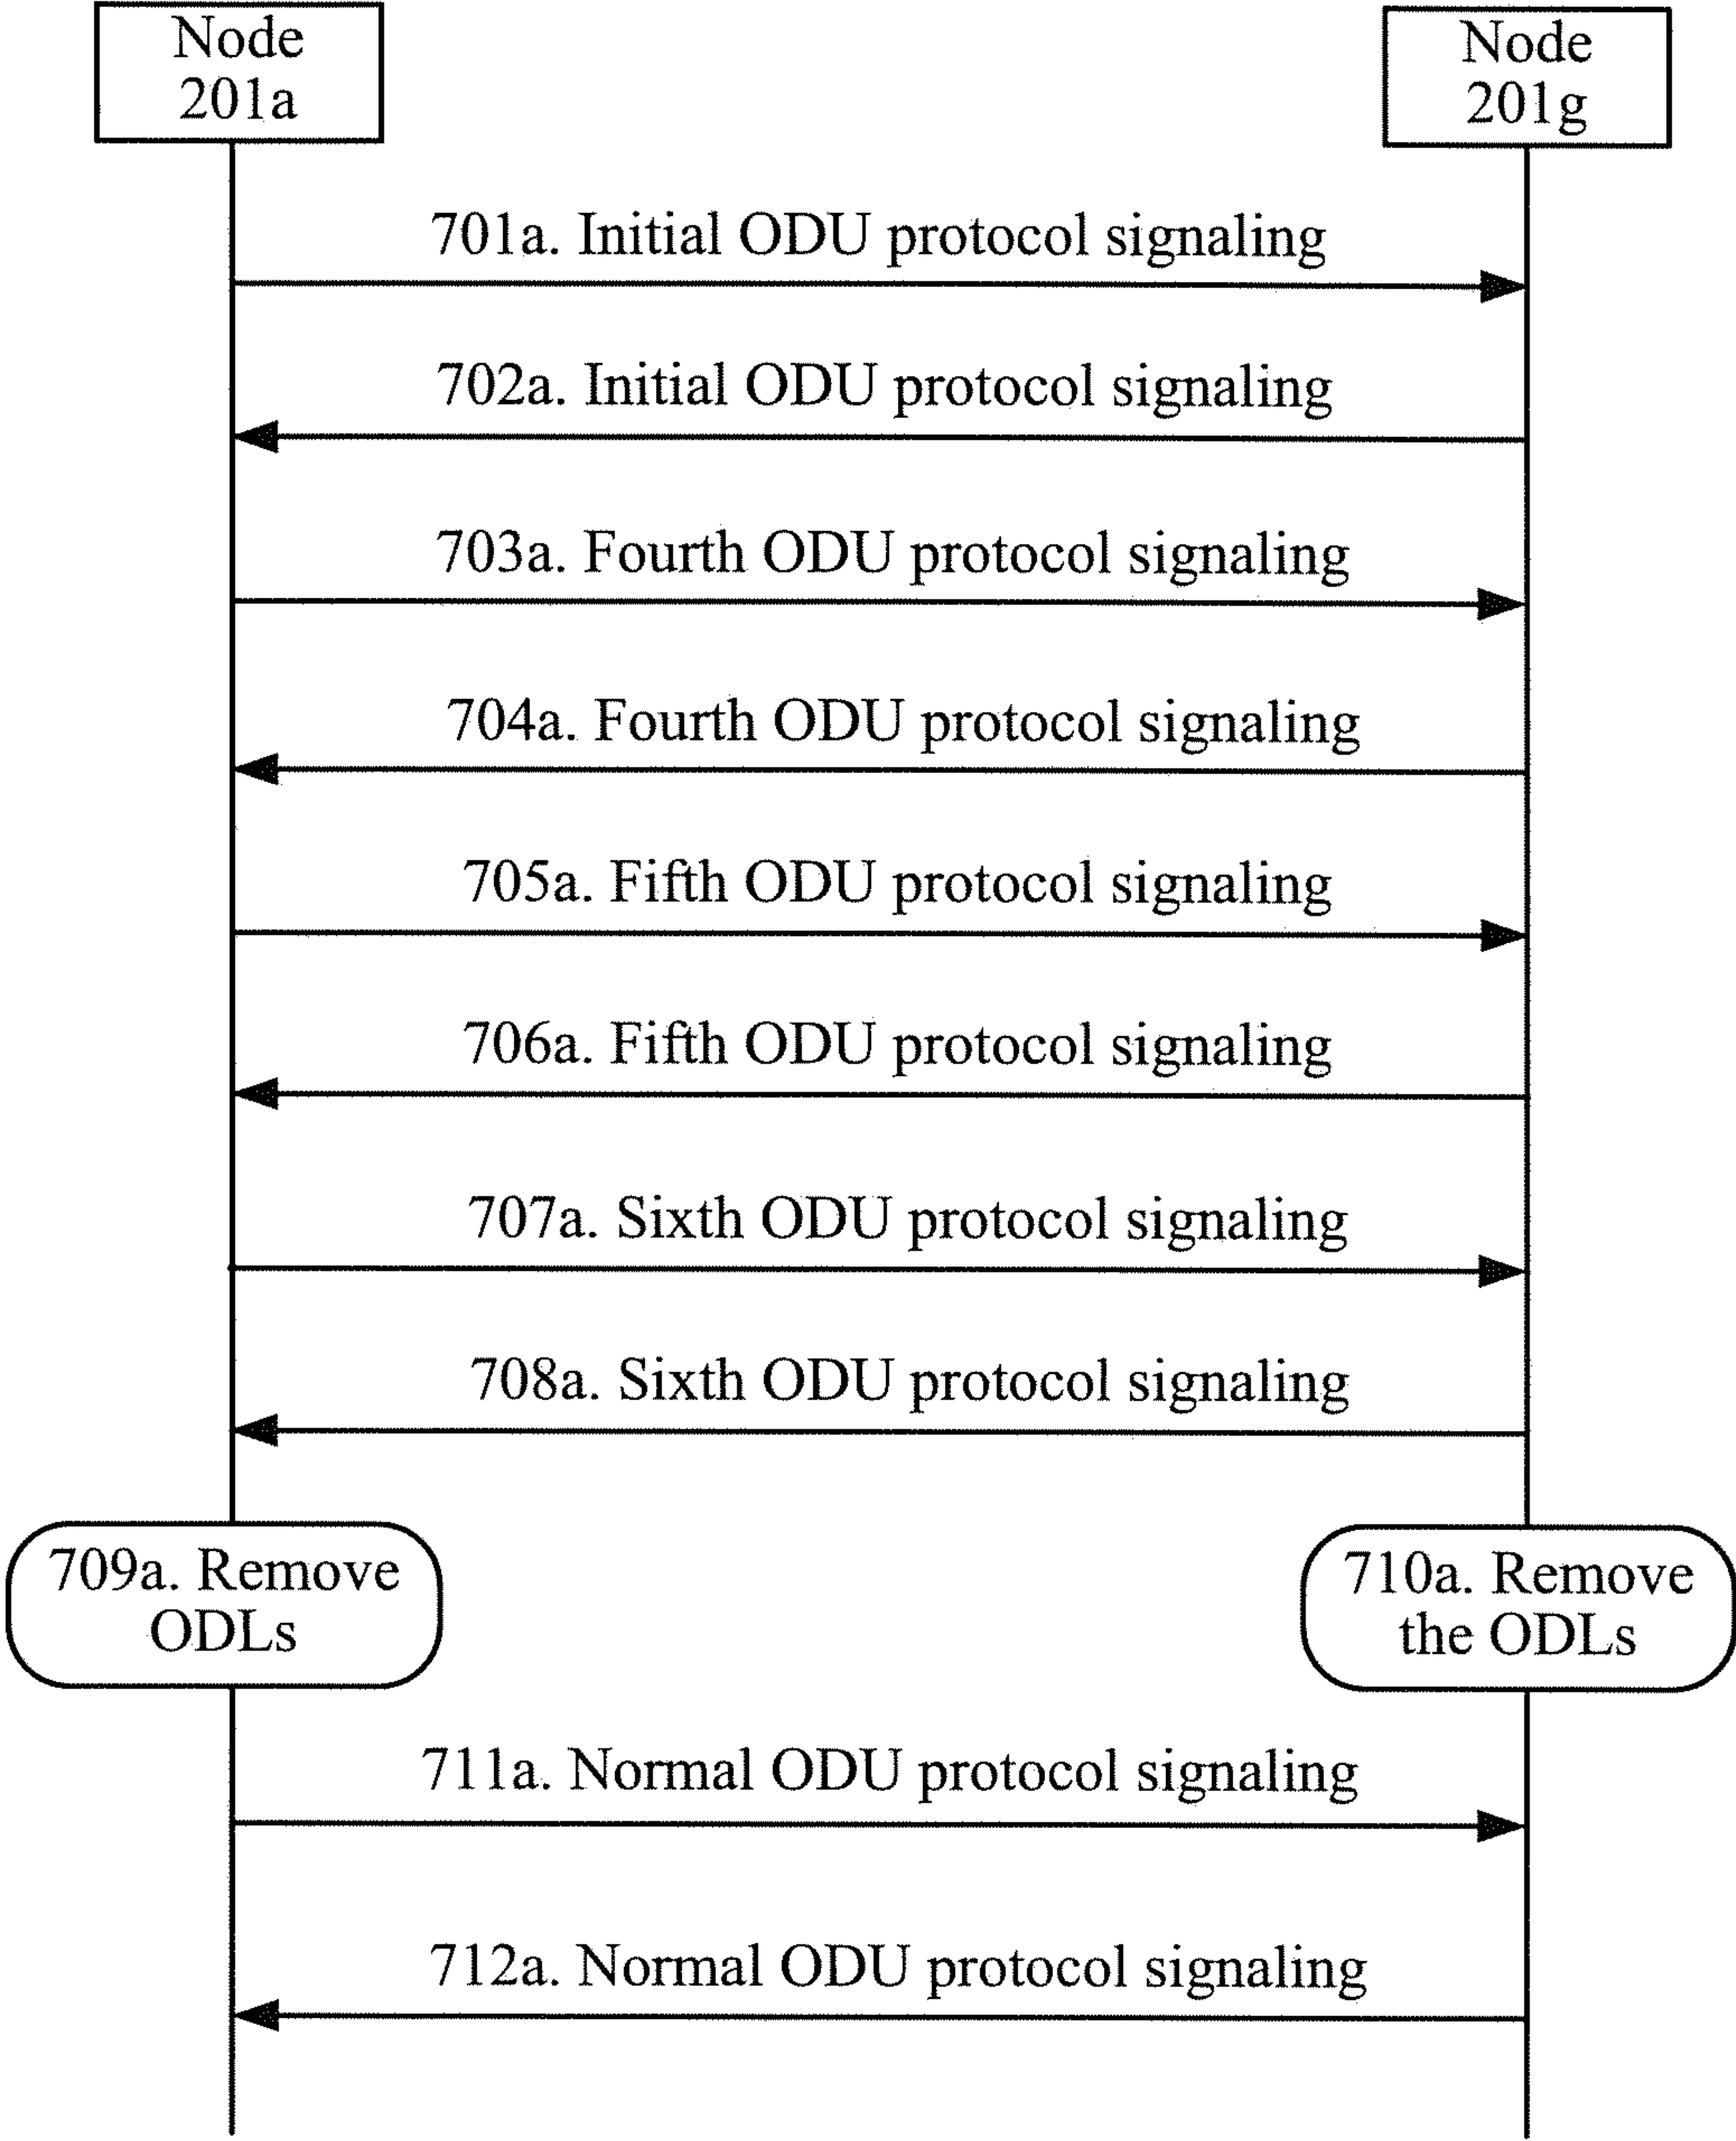 Node
201a
Node
201g
701a. Initial ODU protocol signaling
702a. Initial ODU protocol signaling
703a. Fourth ODU protocol signaling
704a. Fourth ODU protocol signaling
705a. Fifth ODU protocol signaling
706a. Fifth ODU protocol signaling
707a. Sixth ODU protocol signaling
708a. Sixth ODU protocol signaling
709a. Remove
ODLs
710a. Remove
the ODLs
711a. Normal ODU protocol signaling
712a. Normal ODU protocol signaling